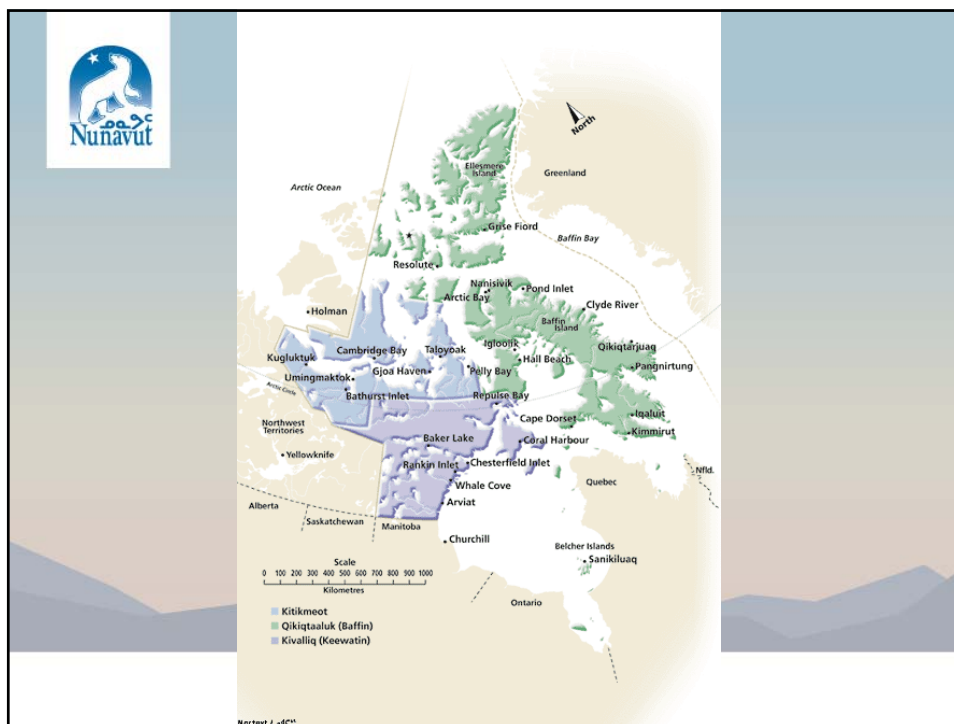 ᓄᓇᕗᑦ
Nunavut
North
Ellesmere
Island
Greenland
Arctic Ocean
Grise Fiord
Baffin Bay
Resolute
Nanisivik
Pond Inlet
Arctic Bay
Clyde River
Holman
Baffin
Island
Igloolik
Qikiqtarjuaq
Cambridge Bay
Taloyoak
Hall Beach
Kugluktuk
Gjoa Haven
Pelly Bay
Pangnirtung
Umingmaktok
Arctic Circle
Bathurst Inlet
Repulse Bay
Cape Dorset
Iqaluit
Northwest
Territories
Kimmirut
Baker Lake
Coral Harbour
Yellowknife
Rankin Inlet
Chesterfield Inlet
Nfld.
Whale Cove
Quebec
Alberta
Arviat
Saskatchewan
Manitoba
Churchill
Belcher Islands
Sanikiluaq
Scale
0 100 200 300 400 500 600 700 800 900 1000
Kilometres
Ontario
Kitikmeot
Qikiqtaaluk (Baffin)
Kivalliq (Keewatin)